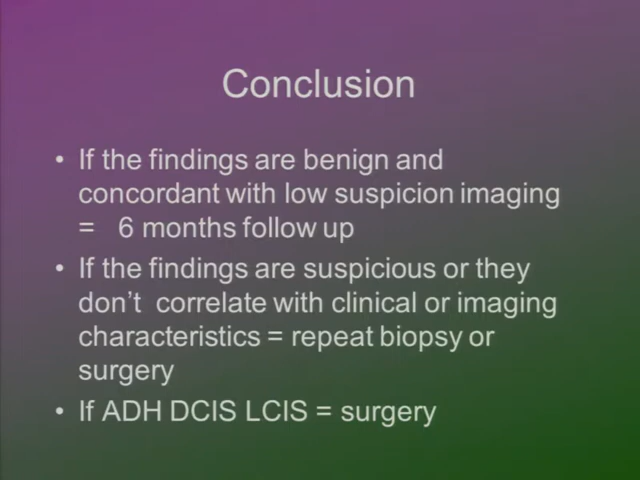 Conclusion
• If the findings are benign and
concordant with low suspicion imaging
= 6 months follow up
• If the findings are suspicious or they
don't correlate with clinical or imaging
characteristics = repeat biopsy or
surgery
• If ADH DCIS LCIS = surgery